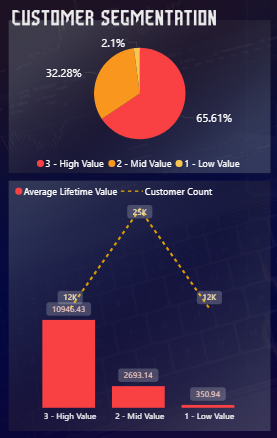 CUSTOMER SEGMENTATION
2.1%
32.28%
65.61%
3 - High Value 2 - Mid Value 1 - Low Value
Average Lifetime Value Customer Count
25K
12K 12K
10946.43
2693.14
350.94
3 - High Value 2 - Mid Value 1 - Low Value